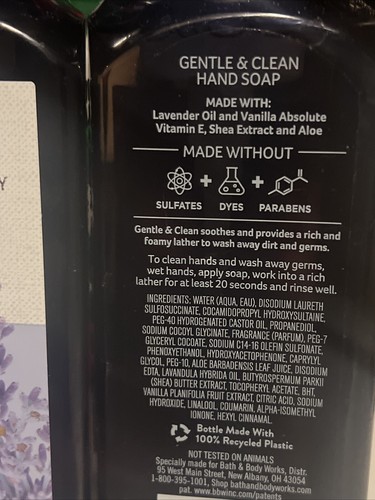 Y
GENTLE & CLEAN
HAND SOAP
MADE WITH:
Lavender Oil and Vanilla Absolute
Vitamin E, Shea Extract and Aloe
MADE WITHOUT
SULFATES DYES PARABENS
Gentle & Clean soothes and provides a rich and
foamy lather to wash away dirt and germs.
To clean hands and wash away germs,
wet hands, apply soap, work into a rich
lather for at least 20 seconds and rinse well.
INGREDIENTS: WATER (AQUA, EAU), DISODIUM LAURETH
SULFOSUCCINATE, COCAMIDOPROPYL HYDROXYSULTAINE,
PEG-40 HYDROGENATED CASTOR OIL, PROPANEDIOL,
SODIUM COCOYL GLYCINATE, FRAGRANCE (PARFUM), PEG-7
GLYCERYL COCOATE, SODIUM C14-16 OLEFIN SULFONATE,
PHENOXYETHANOL, HYDROXYACETOPHENONE, CAPRYLYL
GLYCOL, PEG-10, ALOE BARBADENSIS LEAF JUICE, DISODIUM
EDTA, LAVANDULA HYBRIDA OIL, BUTYROSPERMUM PARKII
(SHEA) BUTTER EXTRACT, TOCOPHERYL ACETATE, BHT,
VANILLA PLANIFOLIA FRUIT EXTRACT, CITRIC ACID, SODIUM
HYDROXIDE, LINALOOL, COUMARIN, ALPHA-ISOMETHYL
IONONE, HEXYL CINNAMAL.
Bottle Made With
100% Recycled Plastic
NOT TESTED ON ANIMALS
Specially made for Bath & Body Works, Distr.
95 West Main Street, New Albany, OH 43054
1-800-395-1001, Shop bathandbodyworks.com
pat. www.bbwinc.com/patents